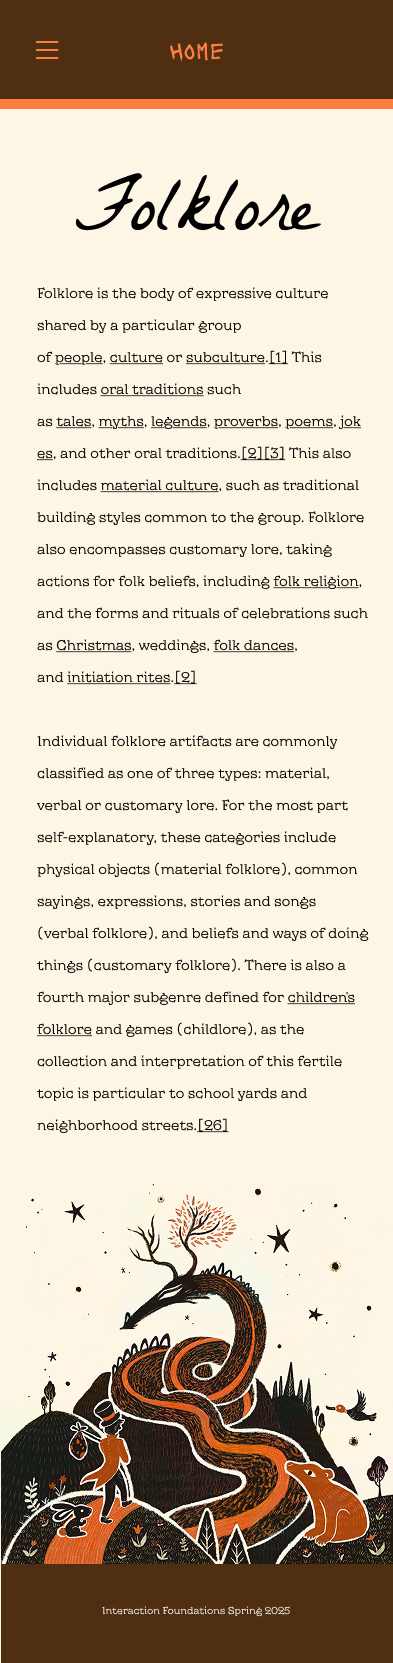 HOME
Folklore
Folklore is the body of expressive culture
shared by a particular group
of people, culture or subculture.[1] This
includes oral traditions such
as tales, myths, legends, proverbs, poems, jok
es, and other oral traditions.[2][3] This also
includes material culture, such as traditional
building styles common to the group. Folklore
also encompasses customary lore, taking
actions for folk beliefs, including folk religion,
and the forms and rituals of celebrations such
as Christmas, weddings, folk dances,
and initiation rites.[2]
Individual folklore artifacts are commonly
classified as one of three types: material,
verbal or customary lore. For the most part
self-explanatory, these categories include
physical objects (material folklore), common
sayings, expressions, stories and songs
(verbal folklore), and beliefs and ways of doing
things (customary folklore). There is also a
fourth major subgenre defined for children's
folklore and games (childlore), as the
collection and interpretation of this fertile
topic is particular to school yards and
neighborhood streets.[26]
Interaction Foundations Spring 2025